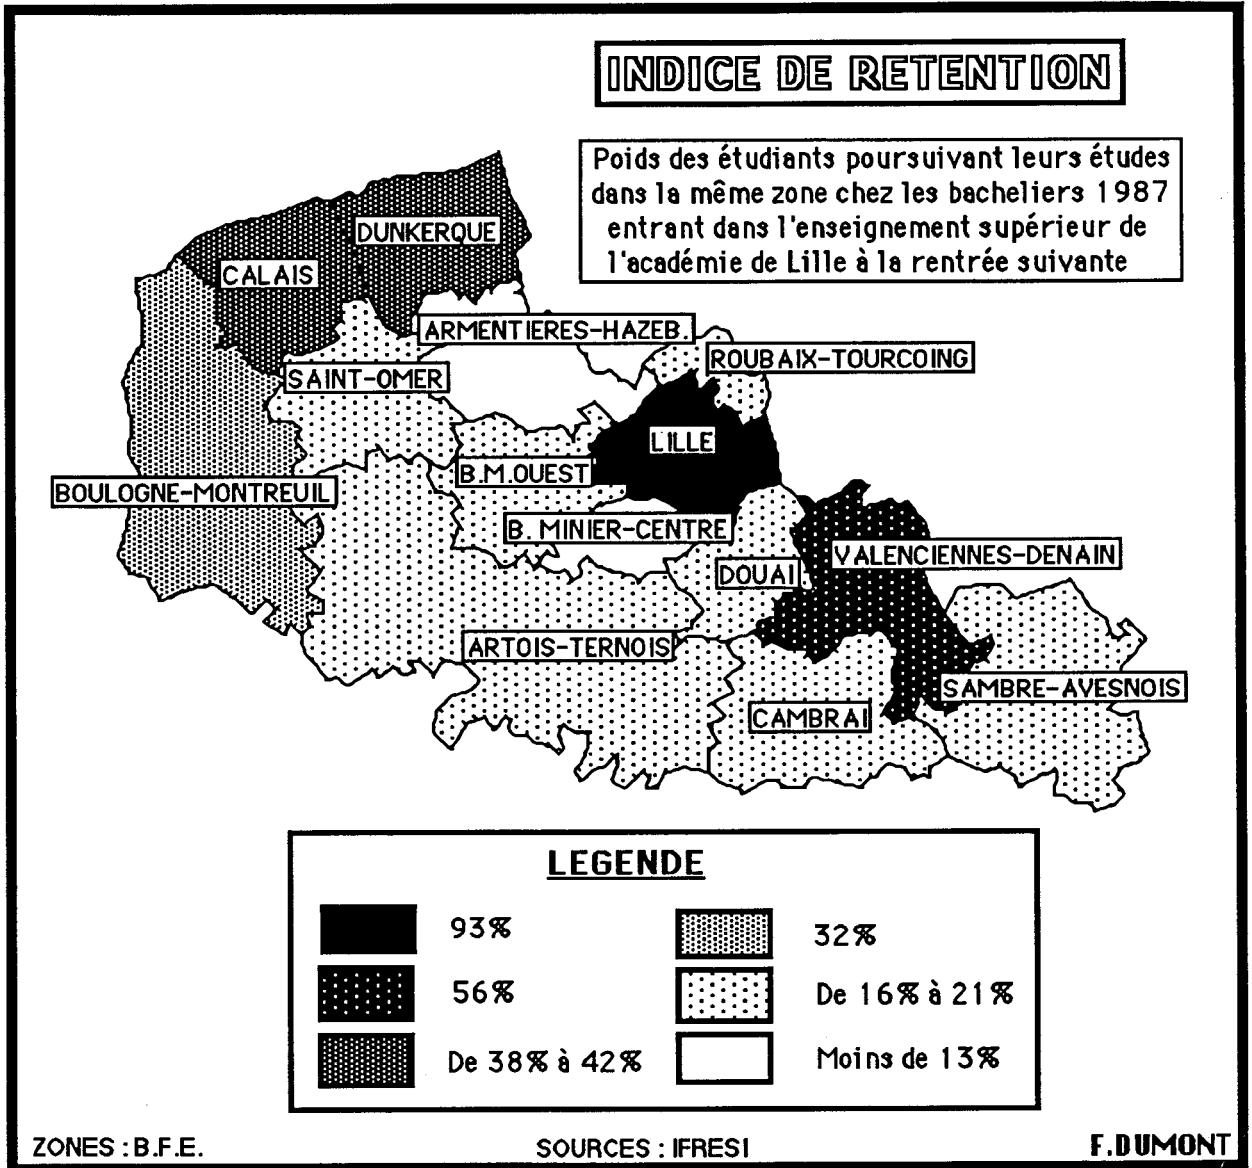 INDICE DE RETENTION
Poids des étudiants poursuivant leurs études
dans la même zone chez les bacheliers 1987
entrant dans l'enseignement supérieur de
l'académie de Lille à la rentrée suivante
DUNKERQUE
CALAIS
ARMENTIERES-HAZEB.
ROUBAIX-TOURCOING
SAINT-OMER
LILLE
B.M.OUEST
BOULOGNE-MONTREUIL
B. MINIER-CENTRE
VALENCIENNES-DENAIN
DOUAI
ARTOIS-TERNOIS
SAMBRE-AVESNOIS
CAMBRAI
LEGENDE
93%
32%
56%
De 16% à 21%
De 38% à 42%
Moins de 13%
ZONES : B.F.E.
SOURCES : IFRESI
F.DUMONT